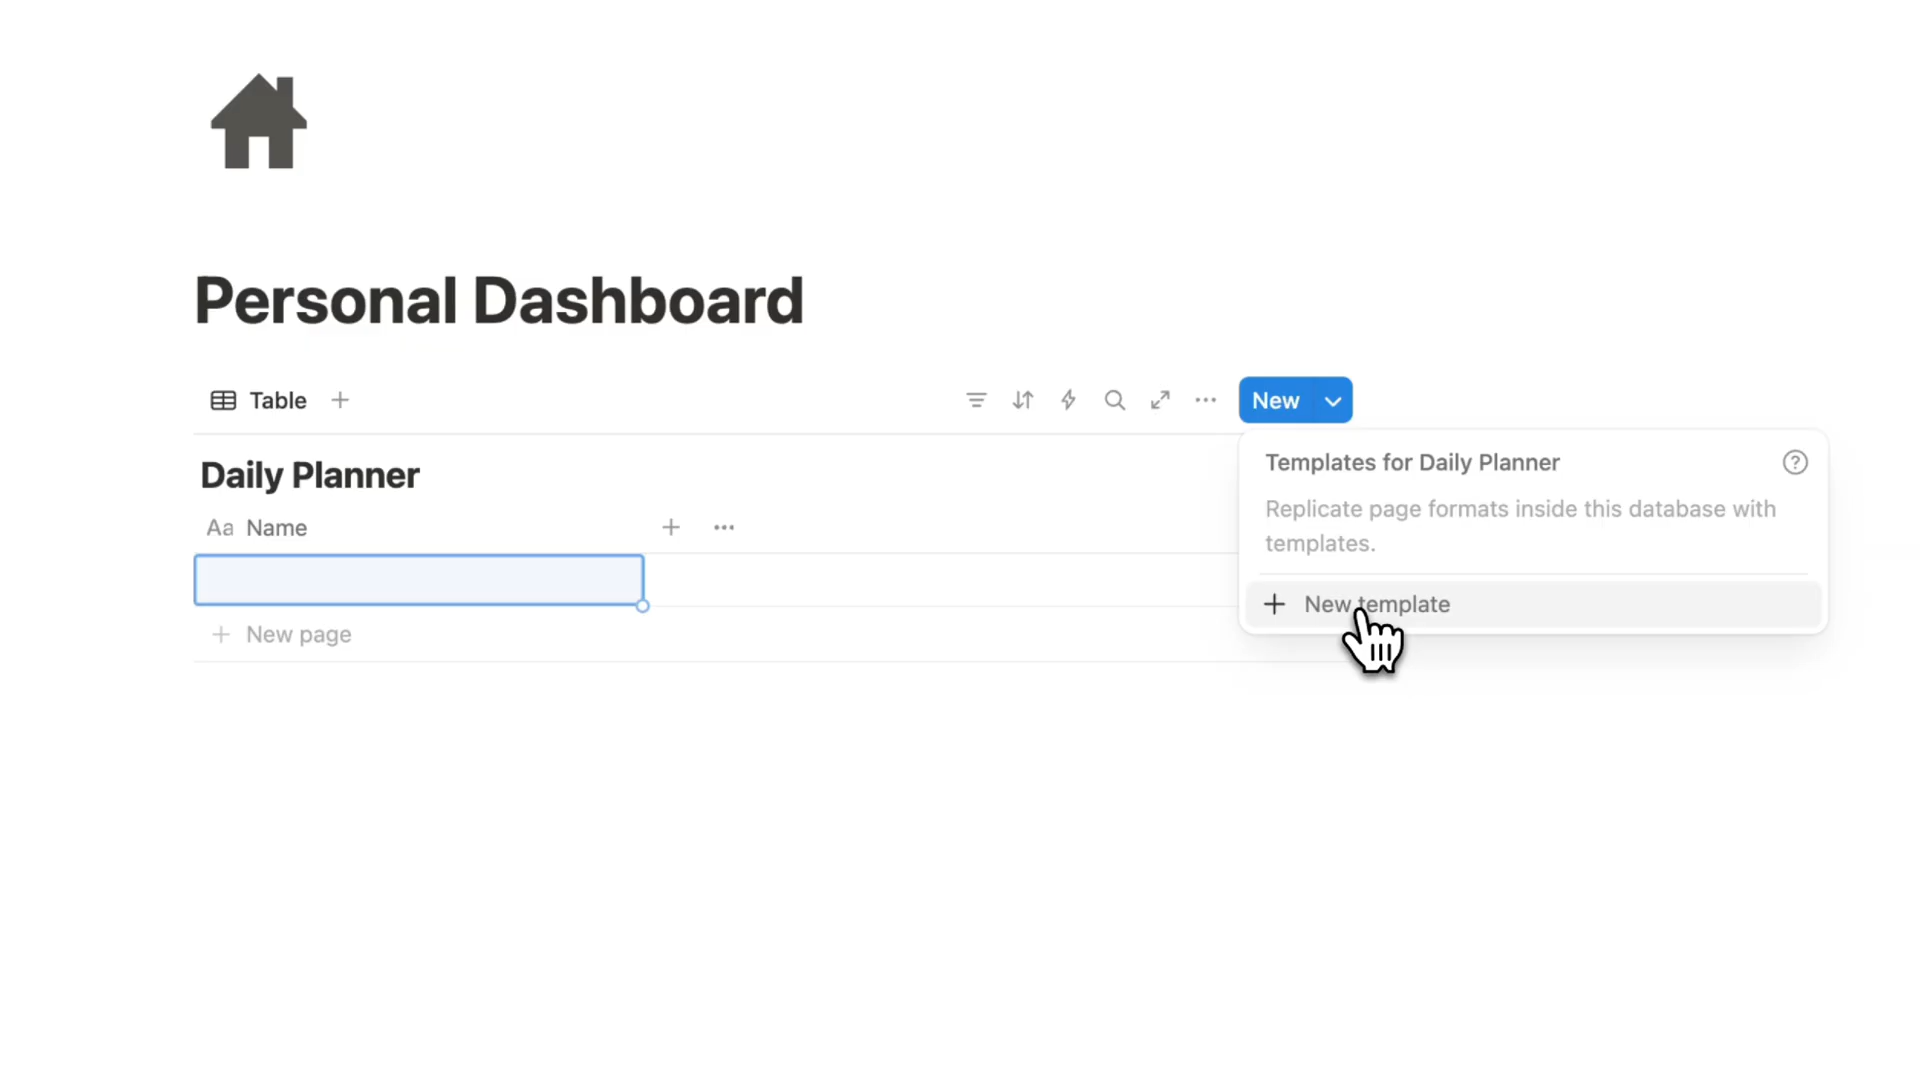 Personal Dashboard
Table
New
Daily Planner
Aa Name
New page
Templates for Daily Planner
Replicate page formats inside this database with
templates.
New template